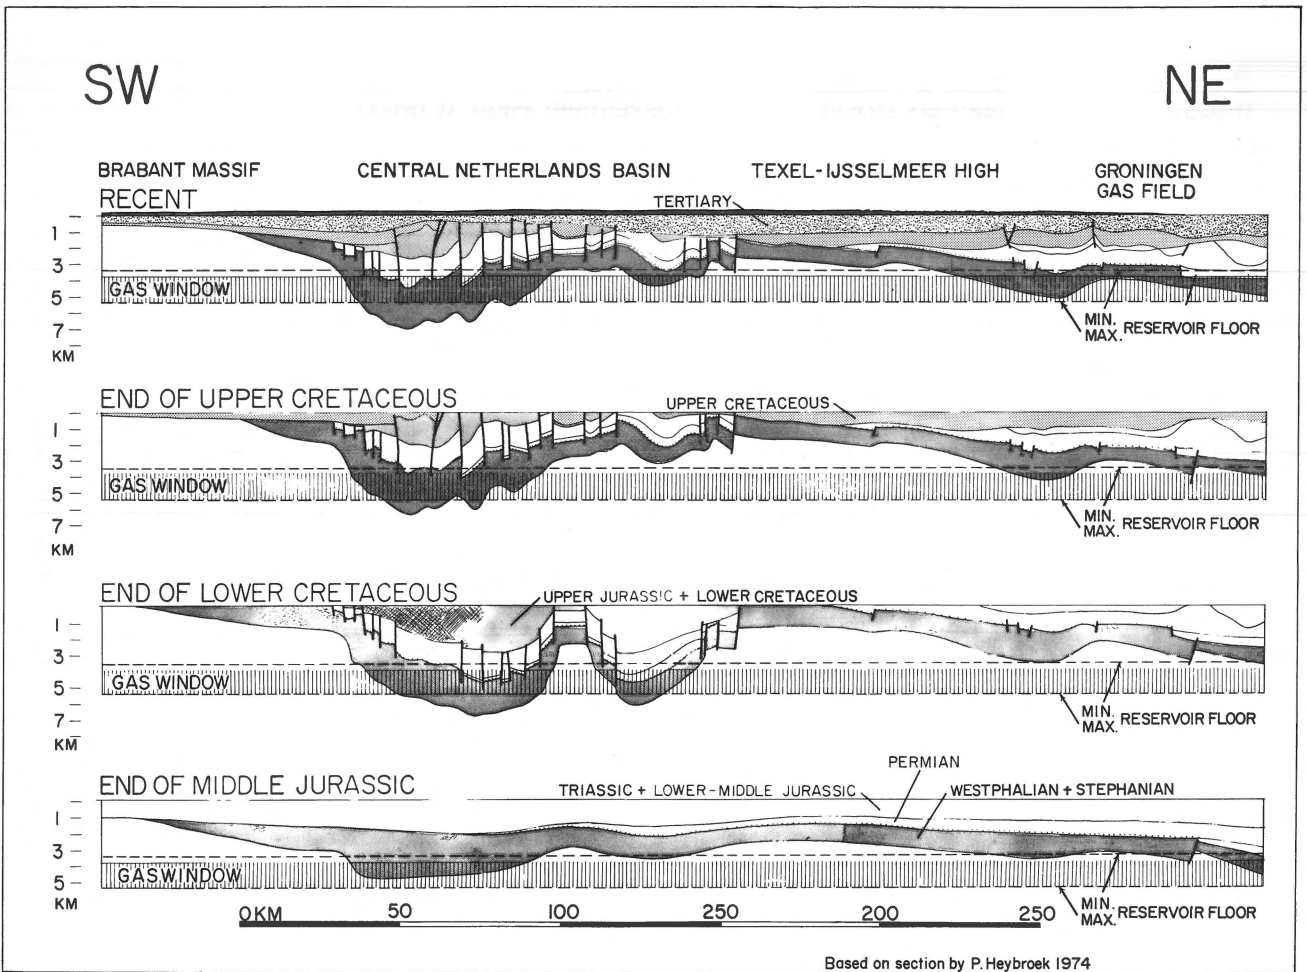 SW NE
BRABANT MASSIF CENTRAL NETHERLANDS BASIN TEXEL-IJSSELMEER HIGH GRONINGEN
GAS FIELD
RECENT
TERTIARY
1
3
GAS WINDOW
5
7
KM
MIN.
MAX. RESERVOIR FLOOR
END OF UPPER CRETACEOUS
UPPER CRETACEOUS
1
3
GAS WINDOW
5
7
KM
MIN.
MAX. RESERVOIR FLOOR
END OF LOWER CRETACEOUS
UPPER JURASSIC + LOWER CRETACEOUS
1
3
GAS WINDOW
5
7
KM
MIN.
MAX. RESERVOIR FLOOR
END OF MIDDLE JURASSIC
PERMIAN
TRIASSIC + LOWER-MIDDLE JURASSIC WESTPHALIAN + STEPHANIAN
1
3
GAS WINDOW
5
KM
MIN.
MAX. RESERVOIR FLOOR
0 KM 50 100 250 200 250
Based on section by P. Heybroek 1974